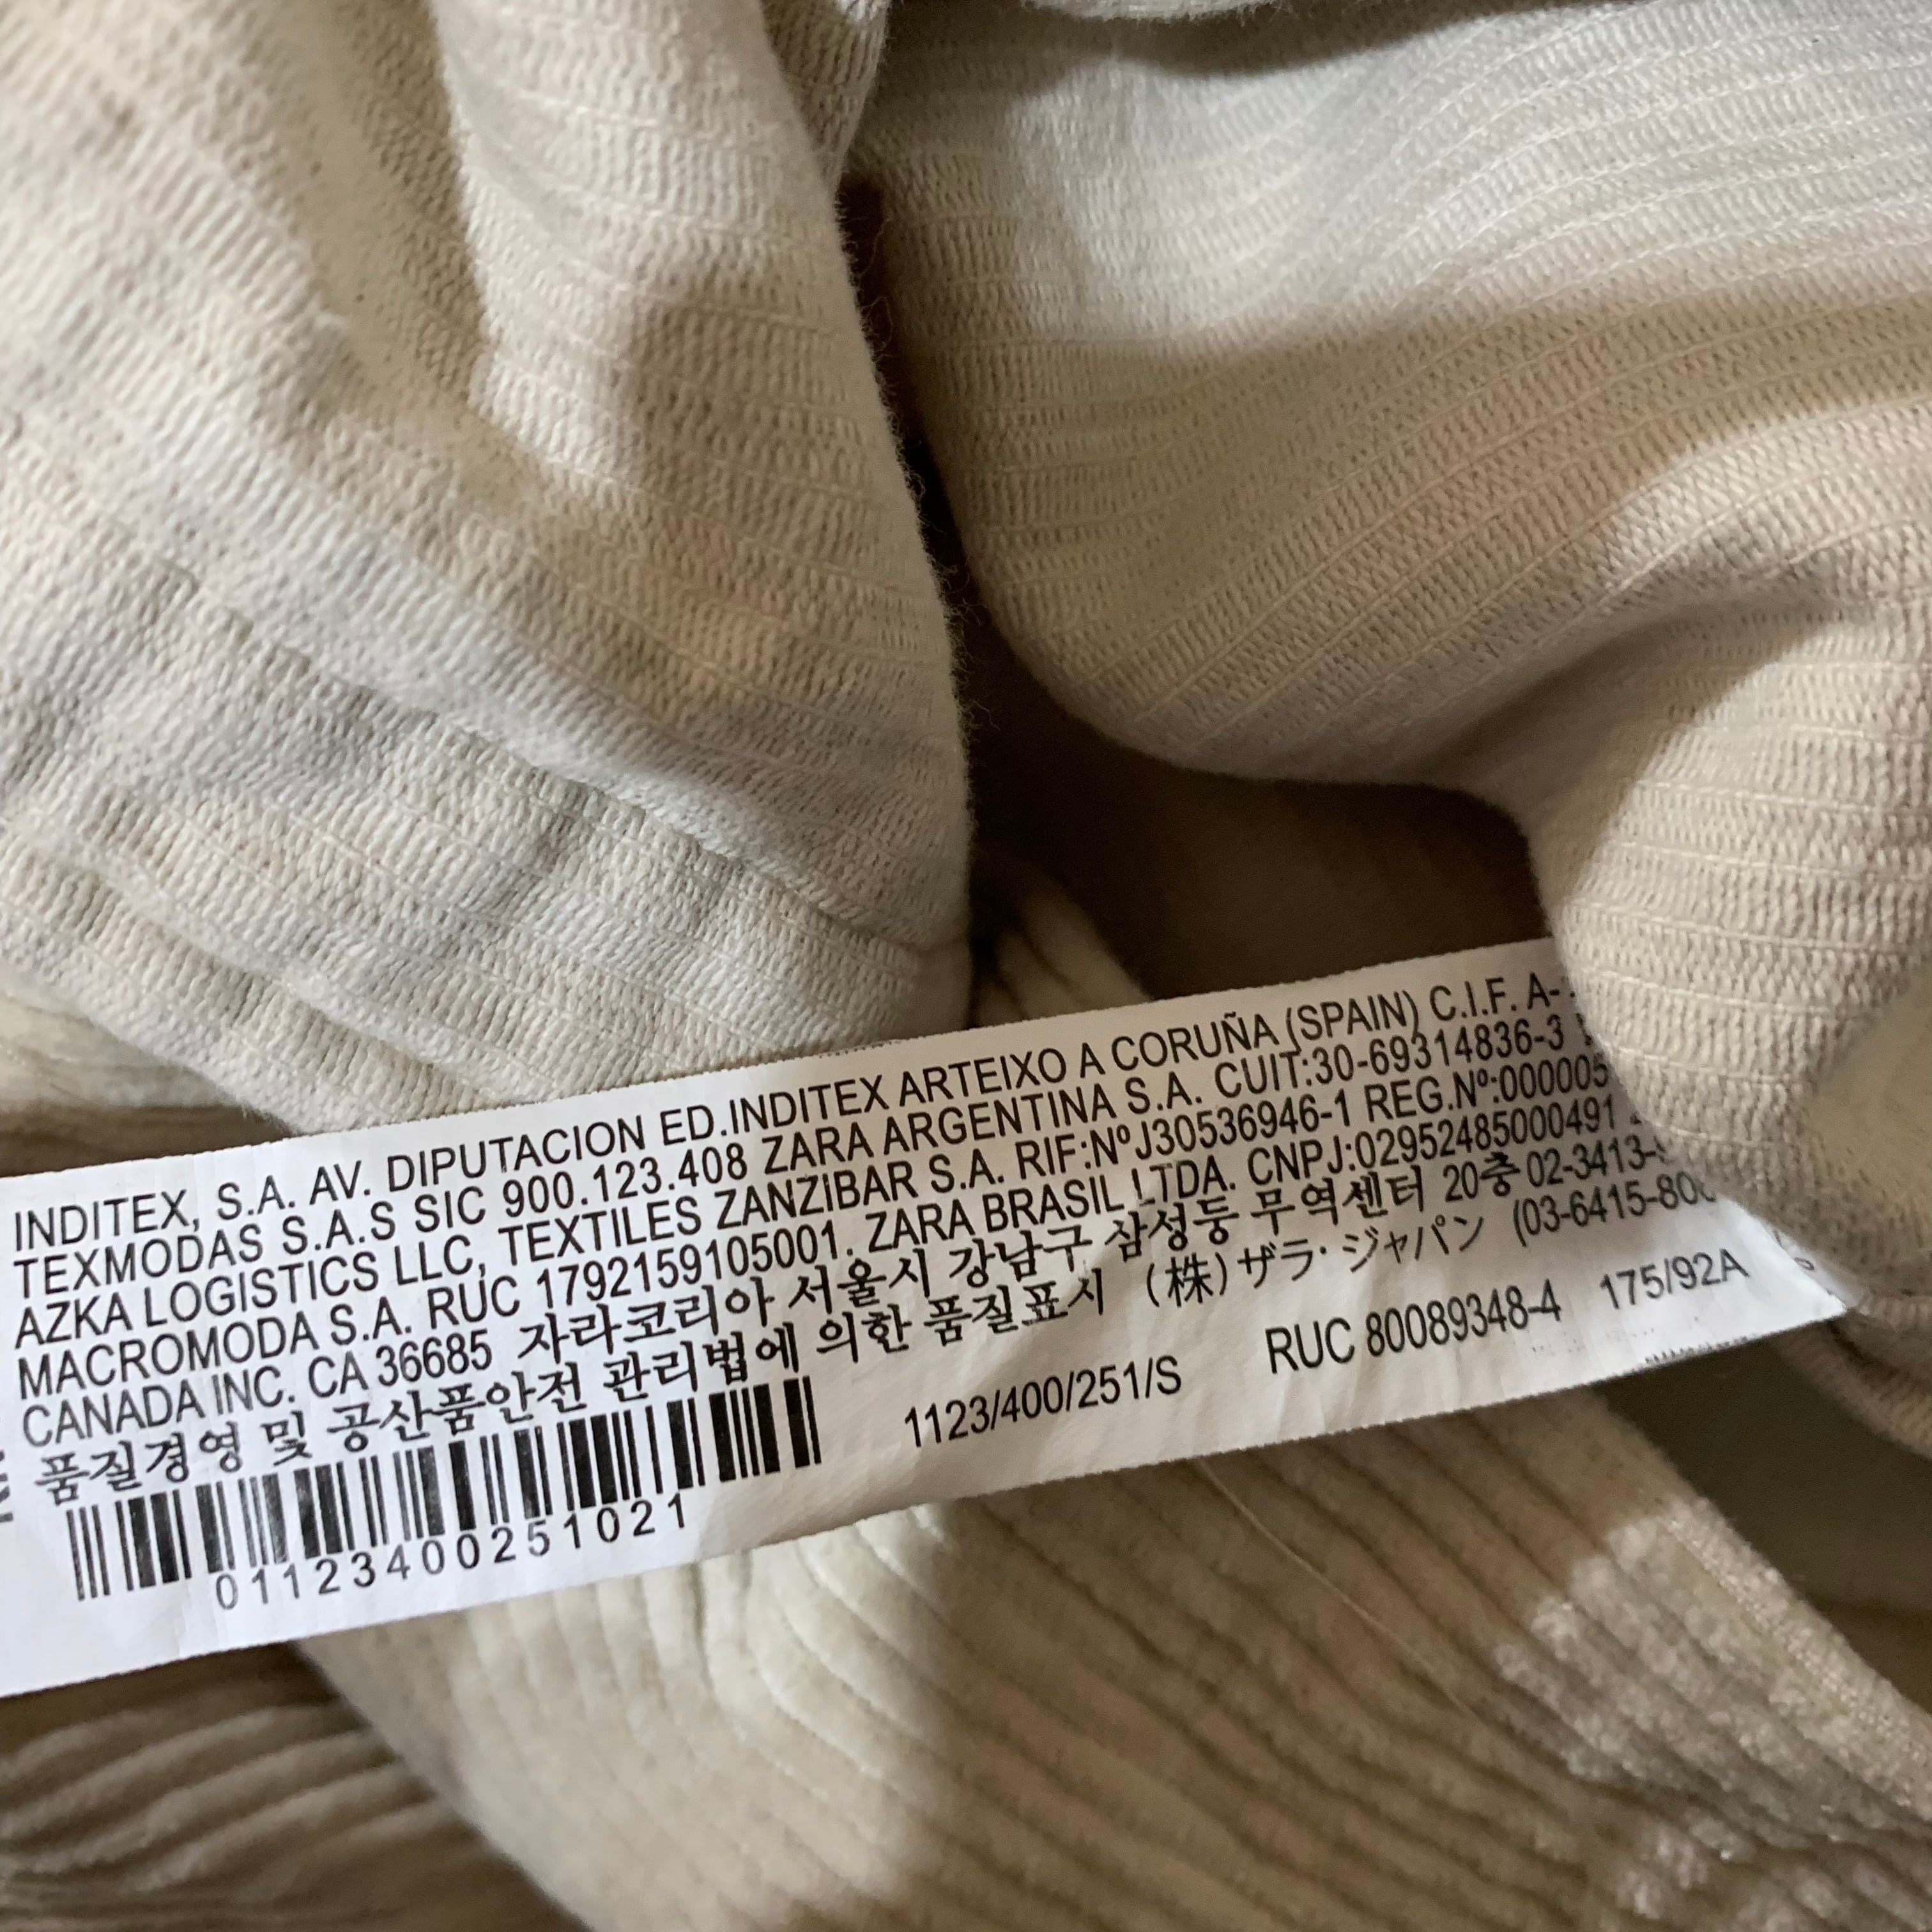 INDITEX, S.A. AV. DIPUTACION ED.INDITEX ARTEIXO A CORUÑA (SPAIN) C.I.F. A-
TEXMODAS S.A.S SIC 900.123.408 ZARA ARGENTINA S.A. CUIT:30-69314836-3
AZKA LOGISTICS LLC, TEXTILES ZANZIBAR S.A. RIF:NºJ30536946-1 REG.Nº:000005
MACROMODA S.A. RUC 1792159105001. ZARA BRASIL LTDA. CNPJ:02952485000491
CANADA INC. CA 36685 자라코리아 서울시 강남구 삼성동 무역센터 20층 02-3413-
품질경영 및 공산품안전 관리법에 의한 품질표시 (株)ザラ・ジャパン (03-6415-80
1123/400/251/S RUC 80089348-4 175/92A
01123400251021